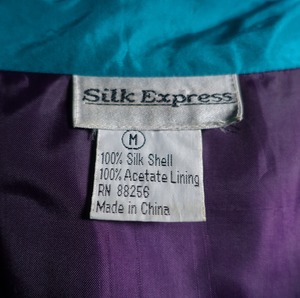 Silk Express
M
100% Silk Shell
100% Acetate Lining
RN 88256
Made in China